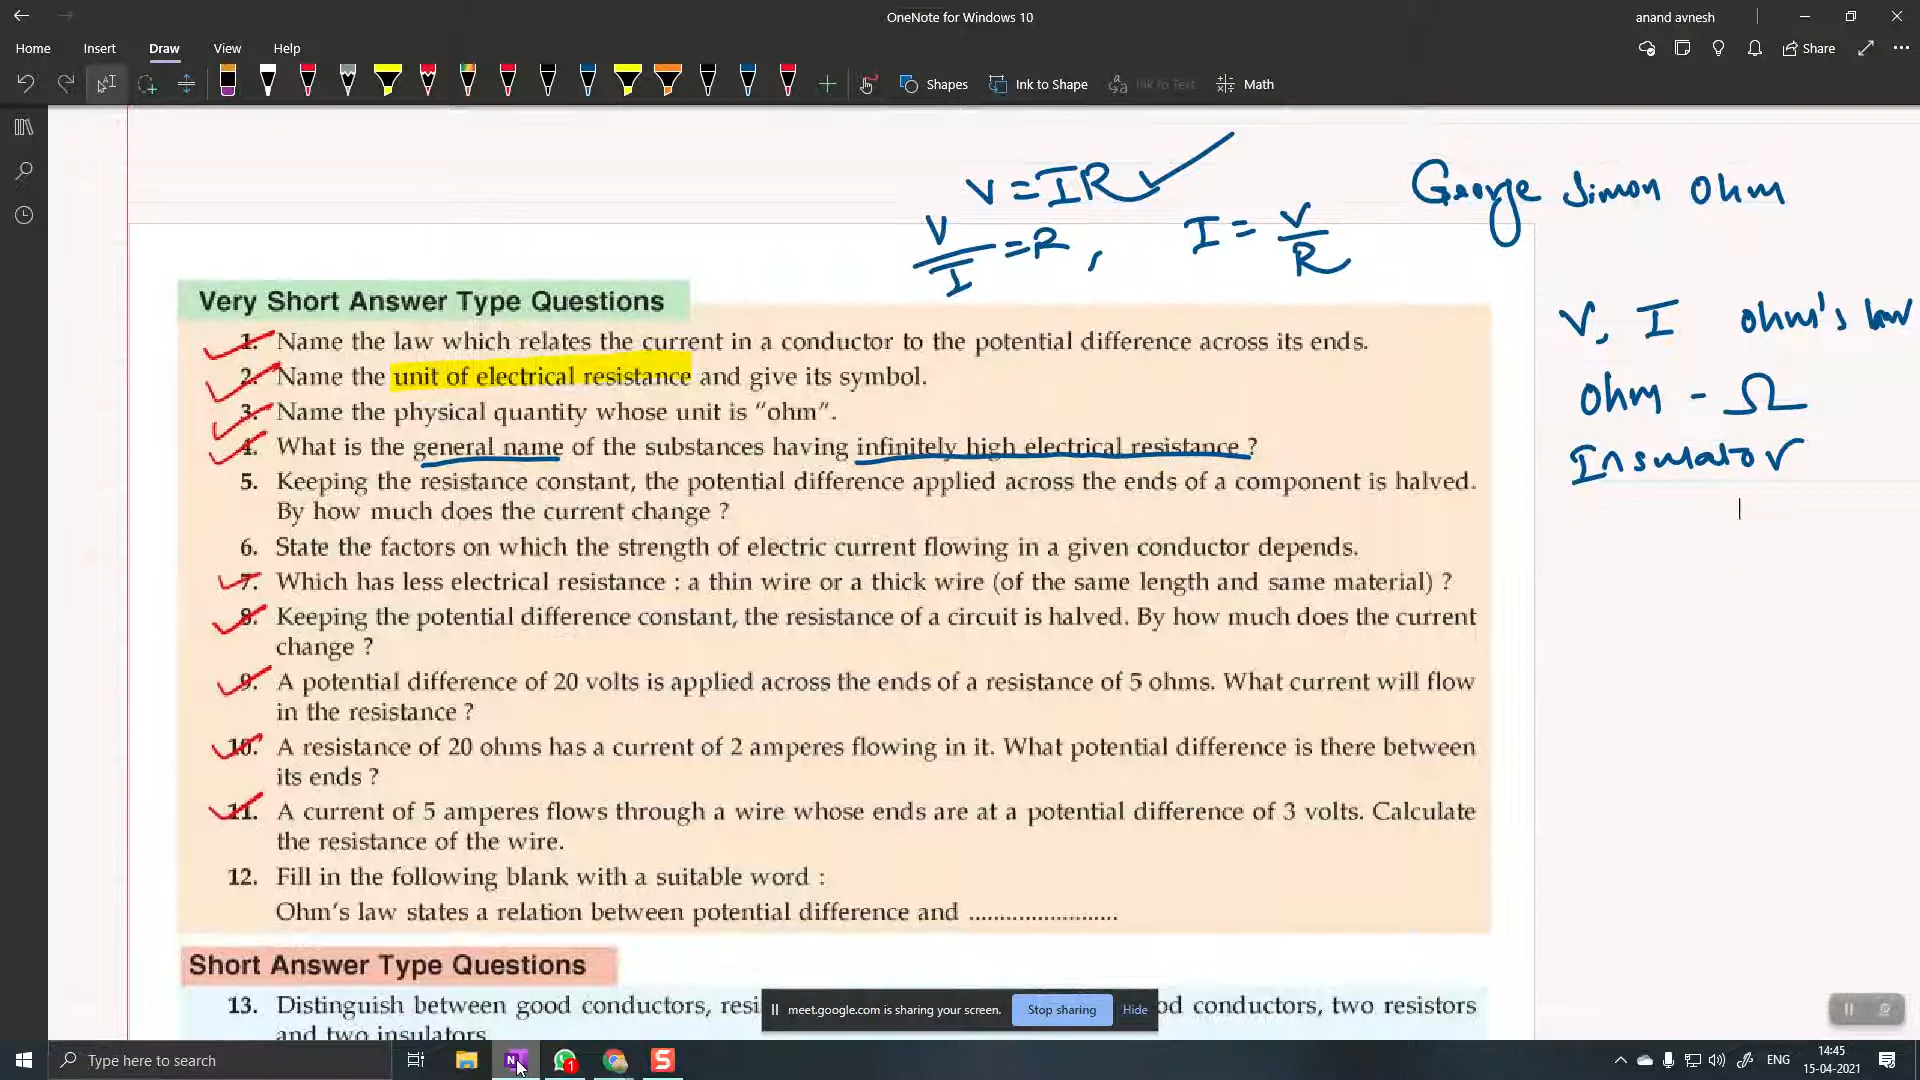 OneNote for Windows 10
anand avnesh
Home Insert Draw View Help
Share
Shapes Ink to Shape Ink to Text Math
V = IR
George Simon Ohm
V/I = R, I = V/R
Very Short Answer Type Questions
V, I ohm's law
1. Name the law which relates the current in a conductor to the potential difference across its ends.
2. Name the unit of electrical resistance and give its symbol.
ohm - Ω
3. Name the physical quantity whose unit is “ohm”.
4. What is the general name of the substances having infinitely high electrical resistance ?
Insulator
5. Keeping the resistance constant, the potential difference applied across the ends of a component is halved.
By how much does the current change ?
6. State the factors on which the strength of electric current flowing in a given conductor depends.
7. Which has less electrical resistance : a thin wire or a thick wire (of the same length and same material) ?
8. Keeping the potential difference constant, the resistance of a circuit is halved. By how much does the current
change ?
9. A potential difference of 20 volts is applied across the ends of a resistance of 5 ohms. What current will flow
in the resistance ?
10. A resistance of 20 ohms has a current of 2 amperes flowing in it. What potential difference is there between
its ends ?
11. A current of 5 amperes flows through a wire whose ends are at a potential difference of 3 volts. Calculate
the resistance of the wire.
12. Fill in the following blank with a suitable word :
Ohm's law states a relation between potential difference and ........................
Short Answer Type Questions
13. Distinguish between good conductors, resi
od conductors, two resistors
and two insulators.
meet.google.com is sharing your screen. Stop sharing Hide
Type here to search
N
1
S
ENG
14:45
15-04-2021